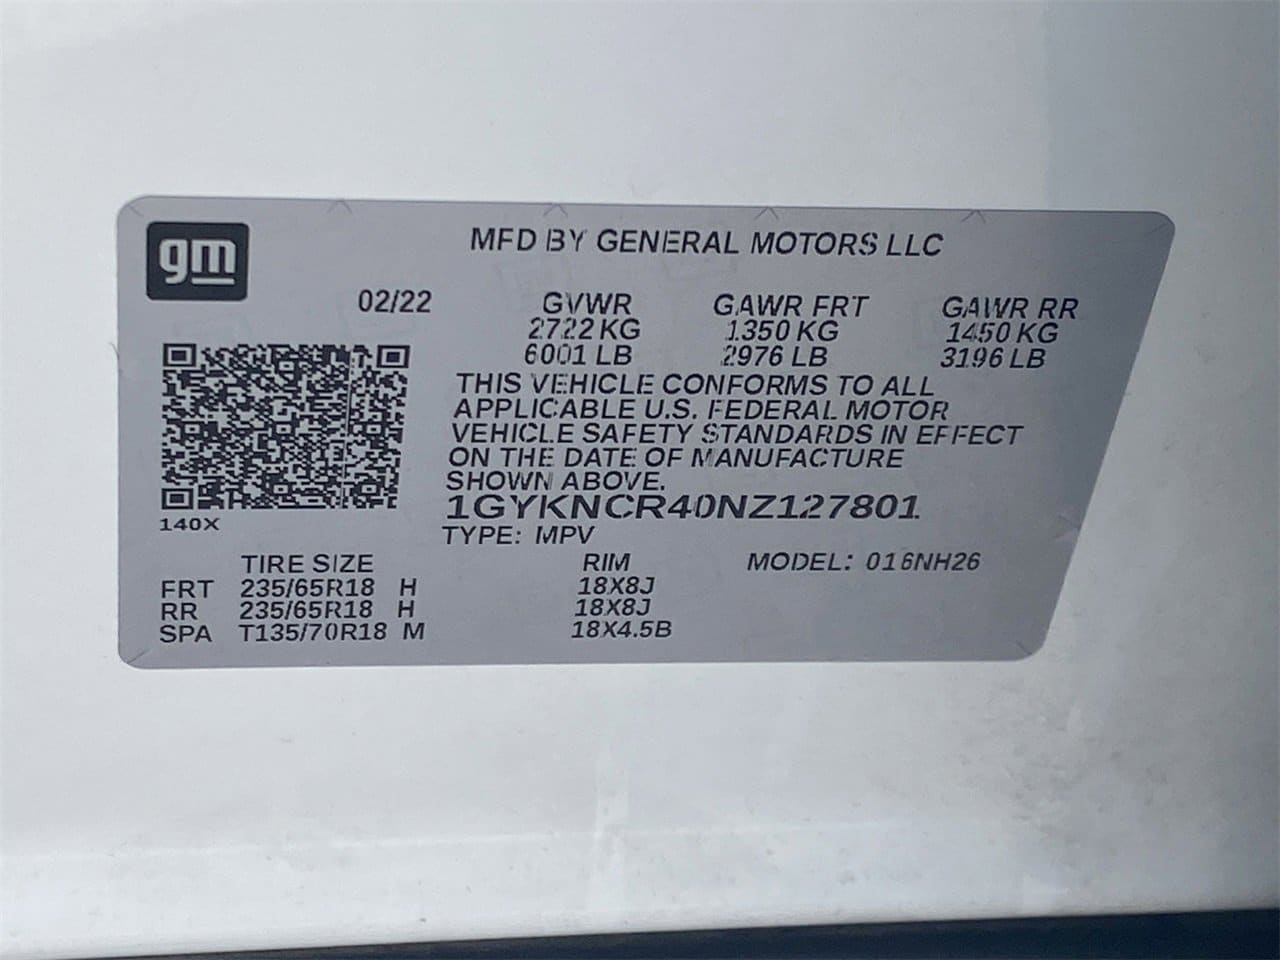 gm
MFD BY GENERAL MOTORS LLC
02/22 GVWR GAWR FRT GAWR RR
2722 KG 1350 KG 1450 KG
6001 LB 2976 LB 3196 LB
THIS VEHICLE CONFORMS TO ALL
APPLICABLE U.S. FEDERAL MOTOR
VEHICLE SAFETY STANDARDS IN EFFECT
ON THE DATE OF MANUFACTURE
SHOWN ABOVE.
1GYKNCR40NZ127801
140X
TYPE: MPV
TIRE SIZE RIM MODEL: 016NH26
FRT 235/65R18 H 18X8J
RR 235/65R18 H 18X8J
SPA T135/70R18 M 18X4.5B